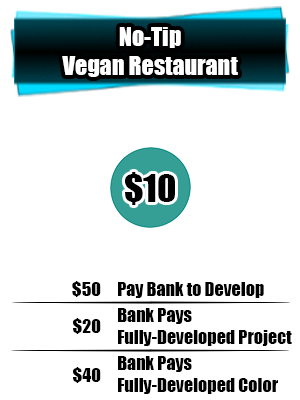 No-Tip
Vegan Restaurant
$10
$50 Pay Bank to Develop
$20 Bank Pays
Fully-Developed Project
$40 Bank Pays
Fully-Developed Color